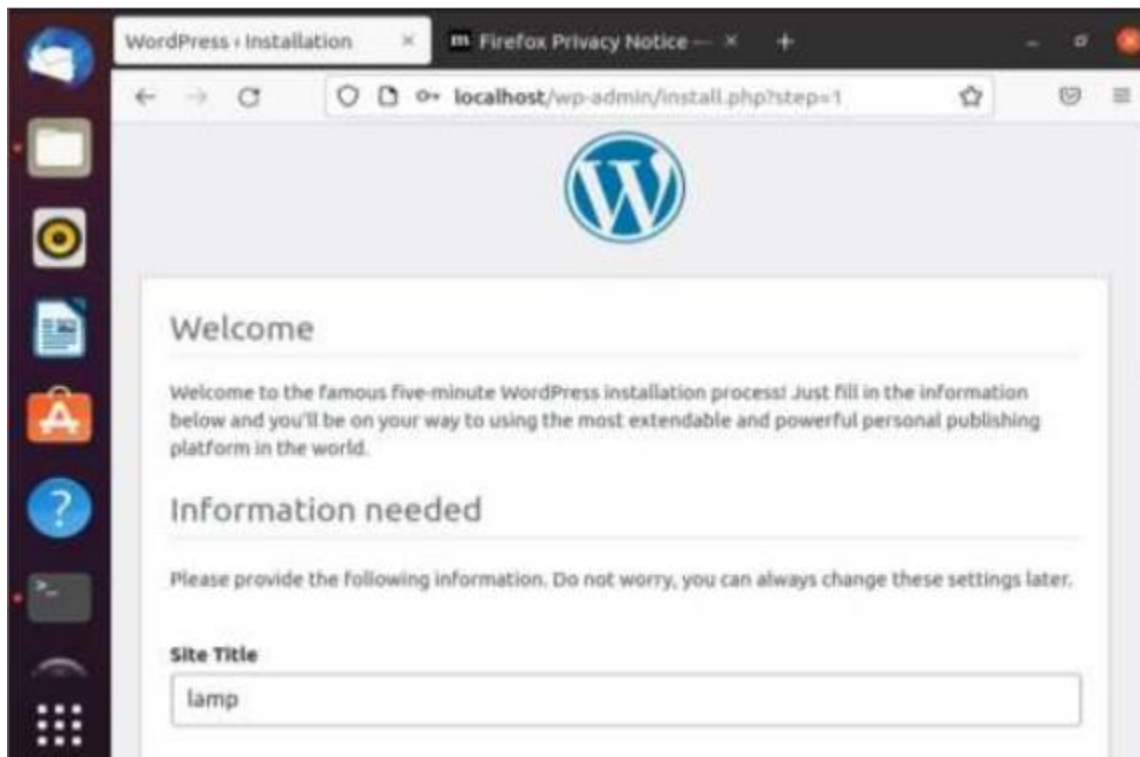 WordPress › Installation
Firefox Privacy Notice —
localhost/wp-admin/install.php?step=1
Welcome
Welcome to the famous five-minute WordPress installation process! Just fill in the information
below and you'll be on your way to using the most extendable and powerful personal publishing
platform in the world.
Information needed
Please provide the following information. Do not worry, you can always change these settings later.
Site Title
lamp